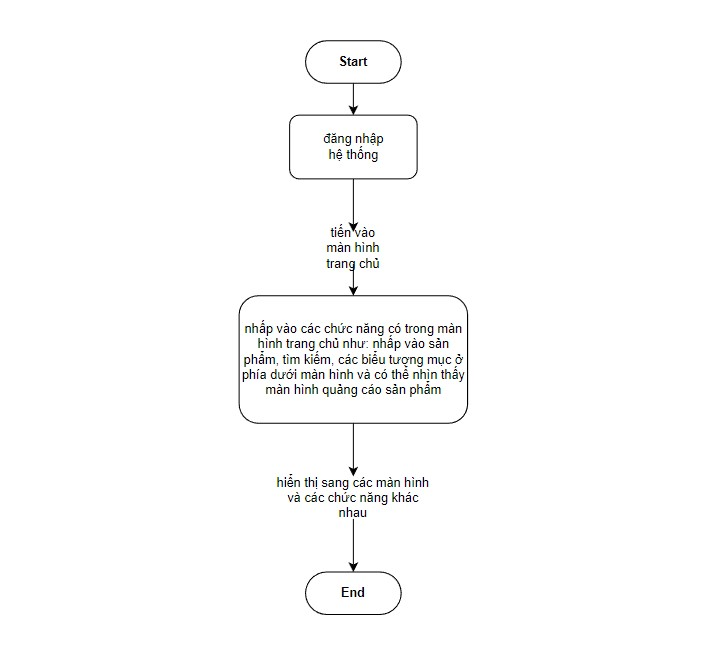 Start
đăng nhập
hệ thống
tiến vào
màn hình
trang chủ
nhấp vào các chức năng có trong màn
hình trang chủ như: nhấp vào sản
phẩm, tìm kiếm, các biểu tượng mục ở
phía dưới màn hình và có thể nhìn thấy
màn hình quảng cáo sản phẩm
hiển thị sang các màn hình
và các chức năng khác
nhau
End